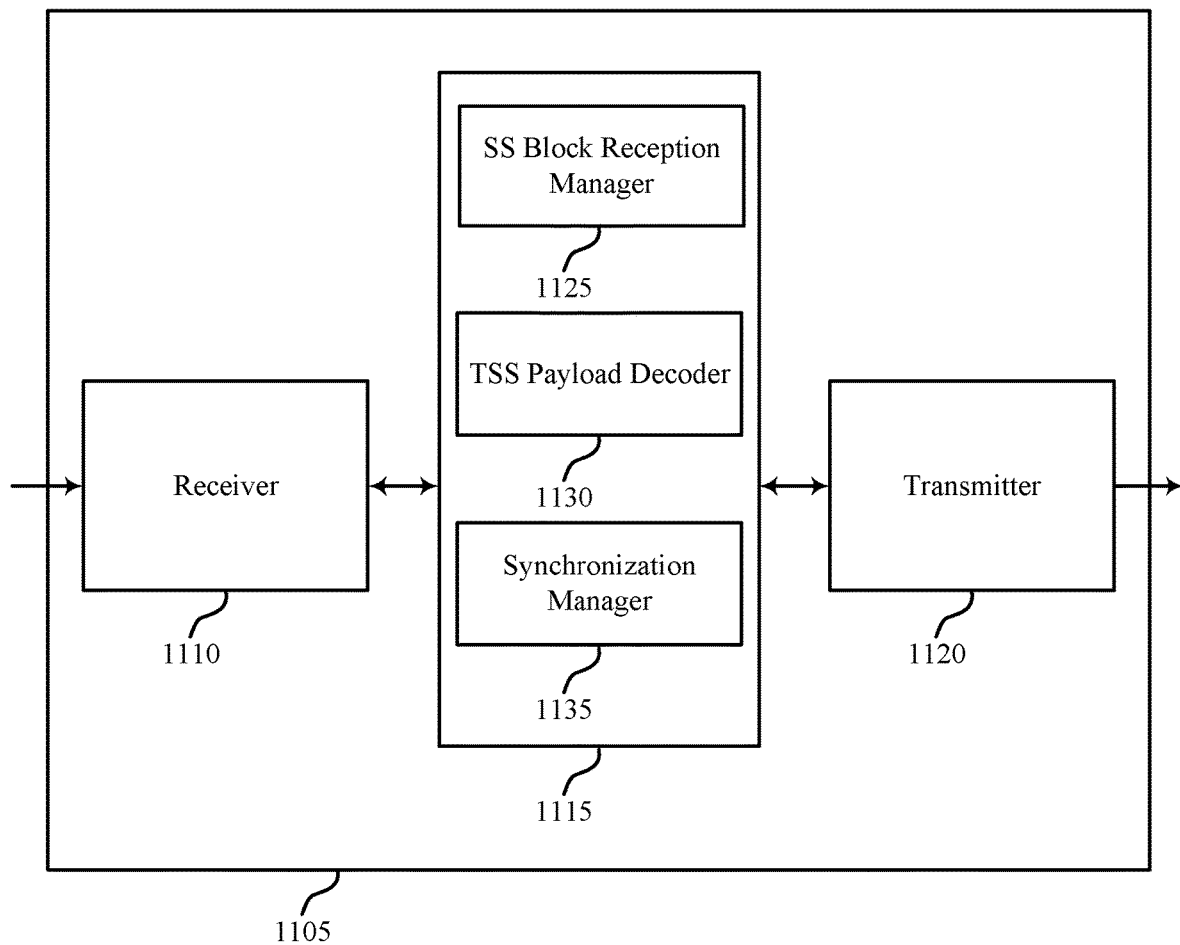 SS Block Reception
Manager
1125
TSS Payload Decoder
1130
Receiver
1110
Synchronization
Manager
1135
Transmitter
1120
1115
1105